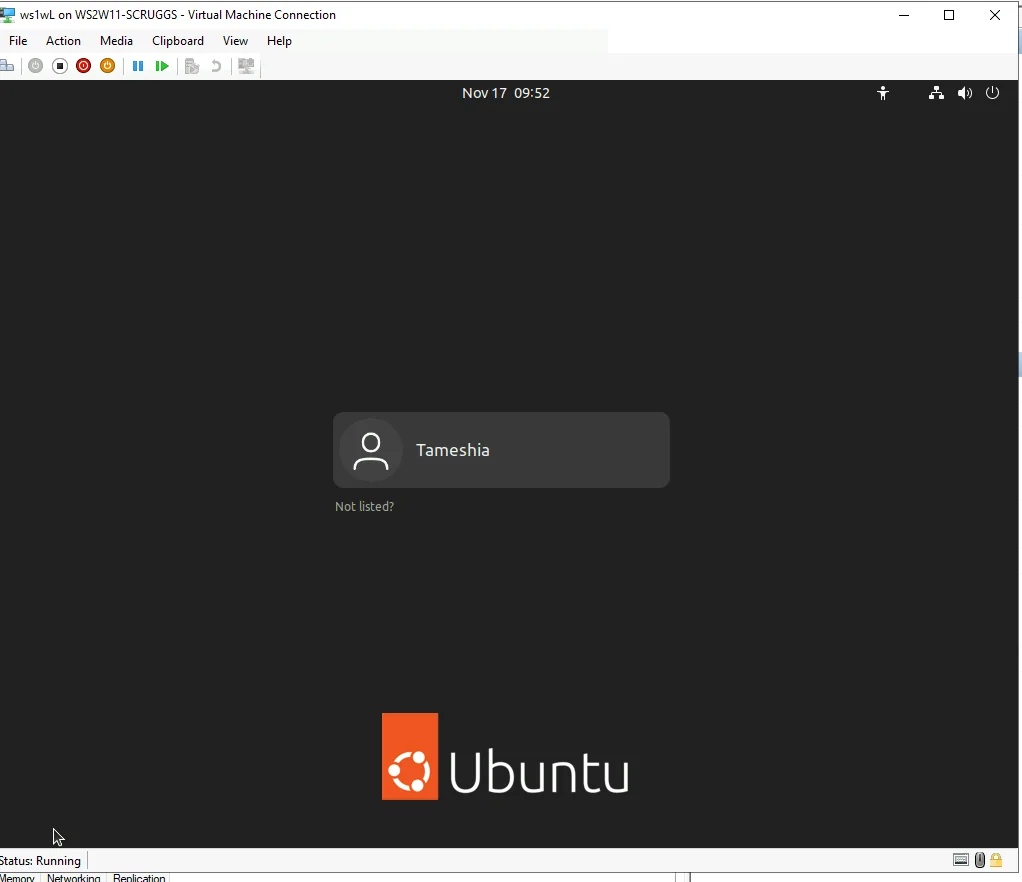 ws1wL on WS2W11-SCRUGGS - Virtual Machine Connection
File Action Media Clipboard View Help
Nov 17 09:52
Tameshia
Not listed?
Ubuntu
Status: Running
Memory Networking Replication